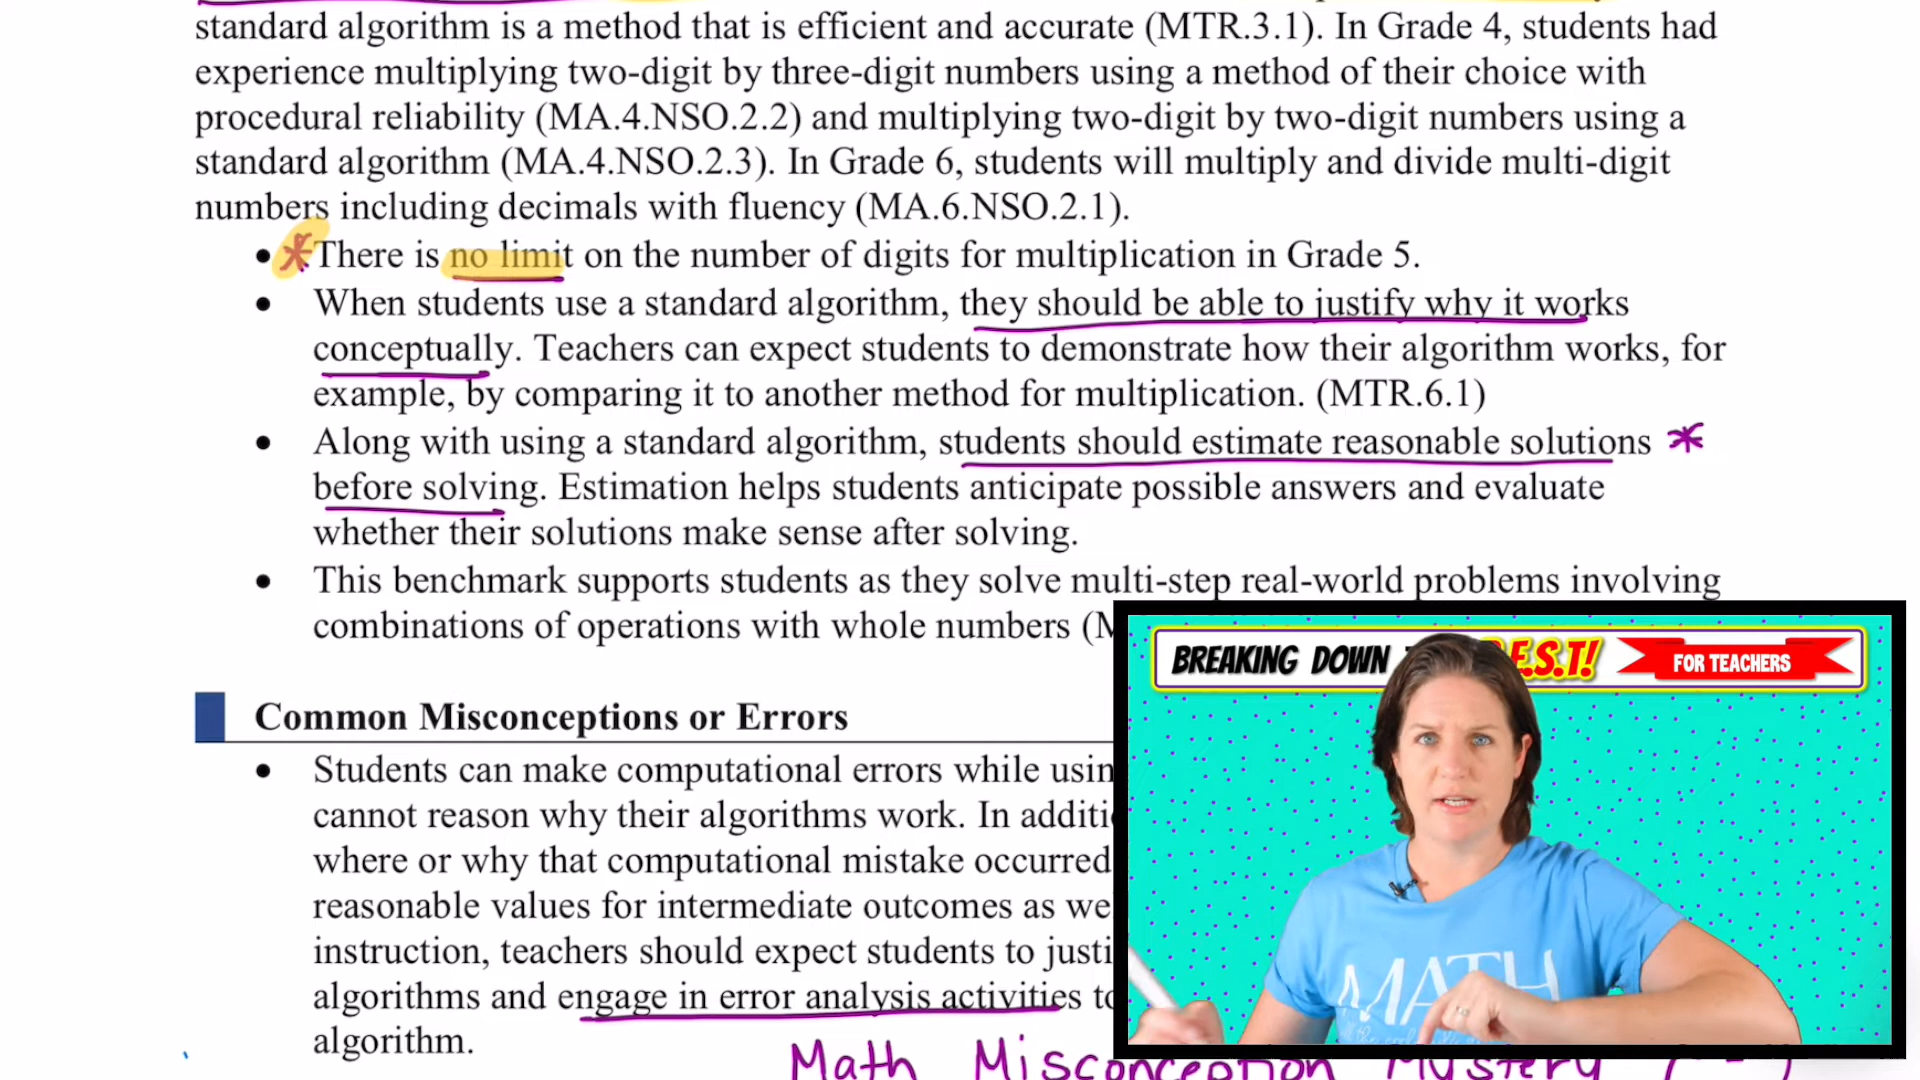 standard algorithm is a method that is efficient and accurate (MTR.3.1). In Grade 4, students had
experience multiplying two-digit by three-digit numbers using a method of their choice with
procedural reliability (MA.4.NSO.2.2) and multiplying two-digit by two-digit numbers using a
standard algorithm (MA.4.NSO.2.3). In Grade 6, students will multiply and divide multi-digit
numbers including decimals with fluency (MA.6.NSO.2.1).
• * There is no limit on the number of digits for multiplication in Grade 5.
• When students use a standard algorithm, they should be able to justify why it works
conceptually. Teachers can expect students to demonstrate how their algorithm works, for
example, by comparing it to another method for multiplication. (MTR.6.1)
• Along with using a standard algorithm, students should estimate reasonable solutions *
before solving. Estimation helps students anticipate possible answers and evaluate
whether their solutions make sense after solving.
• This benchmark supports students as they solve multi-step real-world problems involving
combinations of operations with whole numbers (M
BREAKING DOWN .E.S.T!
FOR TEACHERS
Common Misconceptions or Errors
• Students can make computational errors while usin
cannot reason why their algorithms work. In additi
where or why that computational mistake occurred
reasonable values for intermediate outcomes as we
instruction, teachers should expect students to justi
algorithms and engage in error analysis activities to
algorithm.
MATH
Math Misconception Mystery